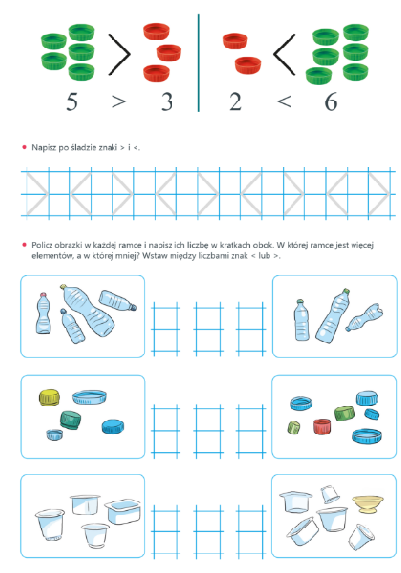 5 > 3 2 < 6
• Napisz po śladzie znaki > i <.
• Policz obrazki w każdej ramce i napisz ich liczbę w kratkach obok. W której ramce jest więcej
elementów, a w której mniej? Wstaw między liczbami znak < lub >.